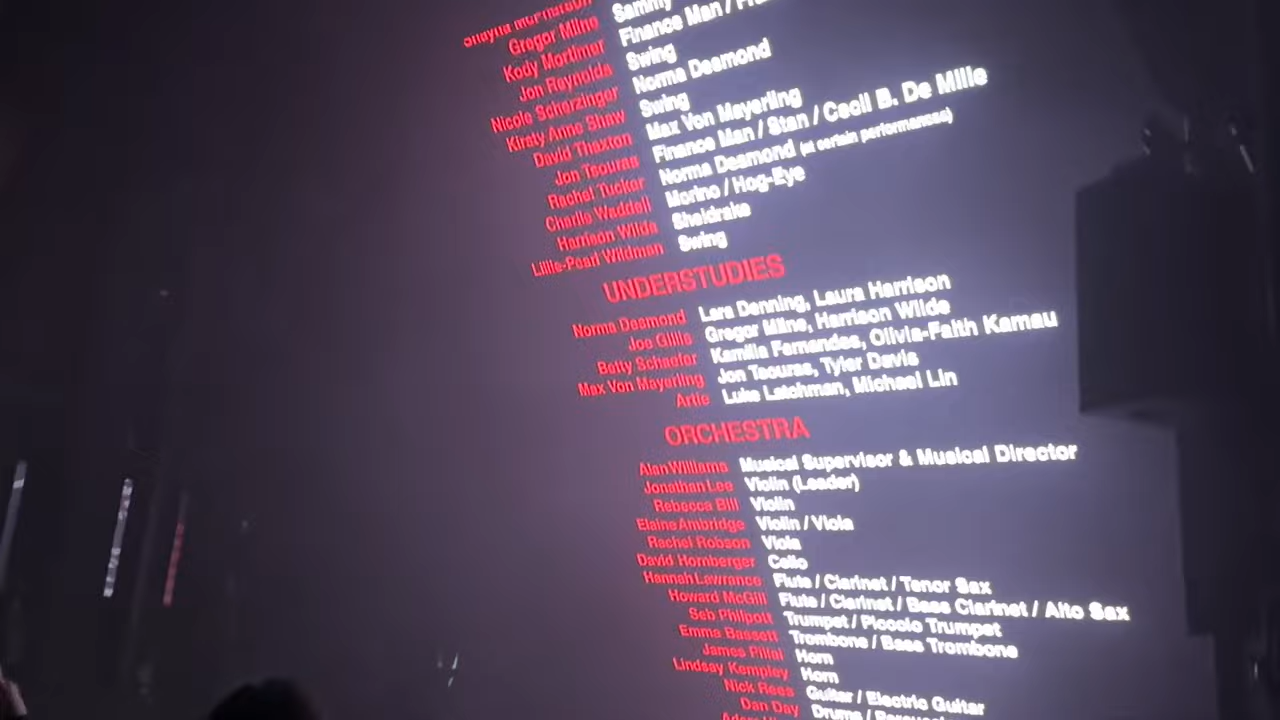 Sammy
Gregor Milne Finance Man /
Kody Mortimer Swing
Jon Reynolds
Nicole Scherzinger Norma Desmond
Kirsty Anne Shaw Swing
David Thaxton Max Von Mayerling
Jon Tsouras Finance Man / Stan / Cecil B. De Mille
Rachel Tucker Norma Desmond (at certain performances)
Charlie Waddell Morino / Hog-Eye
Harrison Wilde Sheldrake
Lillie-Pearl Wildman Swing
UNDERSTUDIES
Norma Desmond Lara Denning, Laura Harrison
Joe Gillis Gregor Milne, Harrison Wilde
Betty Schaefer Kamilla Fernandes, Olivia-Faith Kamau
Max Von Mayerling Jon Tsouras, Tyler Davis
Artie Luke Latchman, Michael Lin
ORCHESTRA
Alan Williams Musical Supervisor & Musical Director
Jonathan Lee Violin (Leader)
Rebecca Bill Violin
Elaine Ambridge Violin / Viola
Rachel Robson Viola
David Hornberger Cello
Hannah Lawrance Flute / Clarinet / Tenor Sax
Howard McGill Flute / Clarinet / Bass Clarinet / Alto Sax
Seb Philpott Trumpet / Piccolo Trumpet
Emma Bassett Trombone / Bass Trombone
James Pillai Horn
Lindsay Kempley Horn
Nick Rees Guitar / Electric Guitar
Dan Day Drums /
Adam